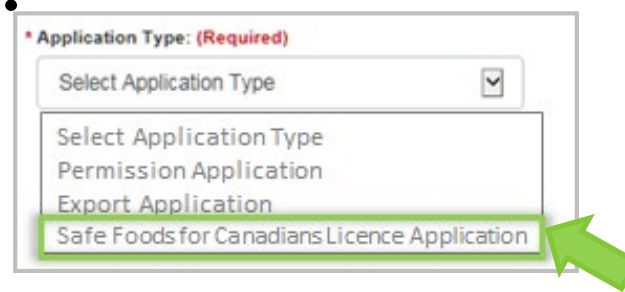 * Application Type: (Required)
Select Application Type
Select Application Type
Permission Application
Export Application
Safe Foods for Canadians Licence Application